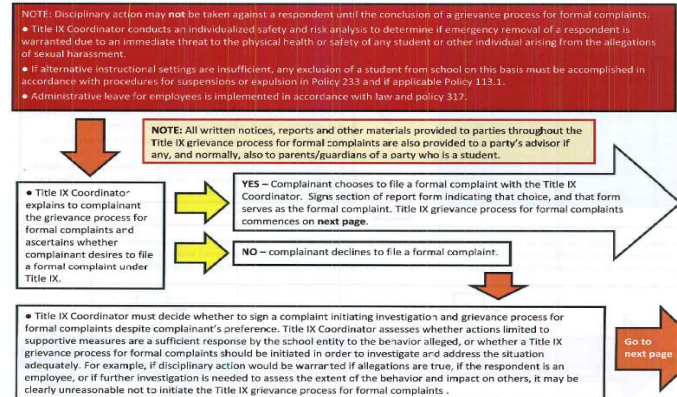 NOTE: Disciplinary action may not be taken against a respondent until the conclusion of a grievance process for formal complaints.
• Title IX Coordinator conducts an individualized safety and risk analysis to determine if emergency removal of a respondent is
warranted due to an immediate threat to the physical health or safety of any student or other individual arising from the allegations
of sexual harassment.
• If alternative instructional settings are insufficient, any exclusion of a student from school on this basis must be accomplished in
accordance with procedures for suspensions or expulsion in Policy 233 and if applicable Policy 113.1.
• Administrative leave for employees is implemented in accordance with law and policy 317.
NOTE: All written notices, reports and other materials provided to parties throughout the
Title IX grievance process for formal complaints are also provided to a party's advisor if
any, and normally, also to parents/guardians of a party who is a student.
• Title IX Coordinator
explains to complainant
the grievance process for
formal complaints and
ascertains whether
complainant desires to file
a formal complaint under
Title IX.
YES – Complainant chooses to file a formal complaint with the Title IX
Coordinator. Signs section of report form indicating that choice, and that form
serves as the formal complaint. Title IX grievance process for formal complaints
commences on next page.
NO – complainant declines to file a formal complaint.
• Title IX Coordinator must decide whether to sign a complaint initiating investigation and grievance process for
formal complaints despite complainant's preference. Title IX Coordinator assesses whether actions limited to
supportive measures are a sufficient response by the school entity to the behavior alleged, or whether a Title IX
grievance process for formal complaints should be initiated in order to investigate and address the situation
adequately. For example, if disciplinary action would be warranted if allegations are true, if the respondent is an
employee, or if further investigation is needed to assess the extent of the behavior and impact on others, it may be
clearly unreasonable not to initiate the Title IX grievance process for formal complaints .
Go to
next page